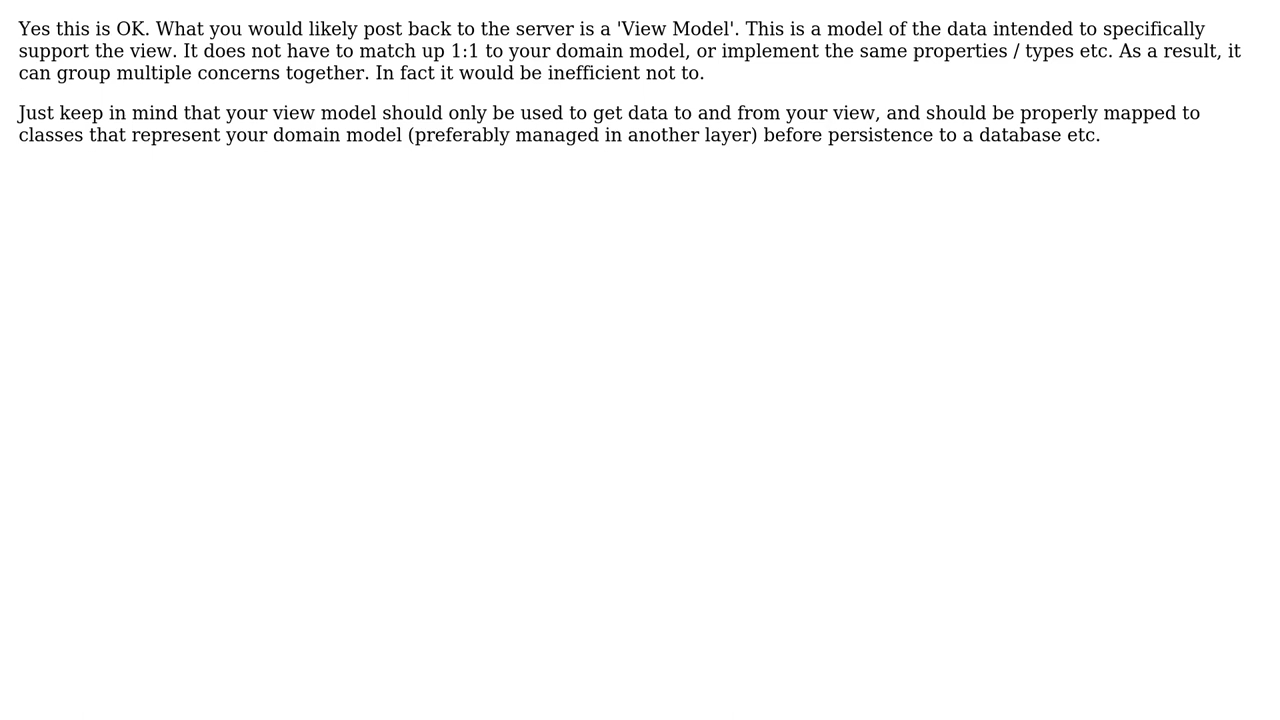 Yes this is OK. What you would likely post back to the server is a 'View Model'. This is a model of the data intended to specifically
support the view. It does not have to match up 1:1 to your domain model, or implement the same properties / types etc. As a result, it
can group multiple concerns together. In fact it would be inefficient not to.
Just keep in mind that your view model should only be used to get data to and from your view, and should be properly mapped to
classes that represent your domain model (preferably managed in another layer) before persistence to a database etc.